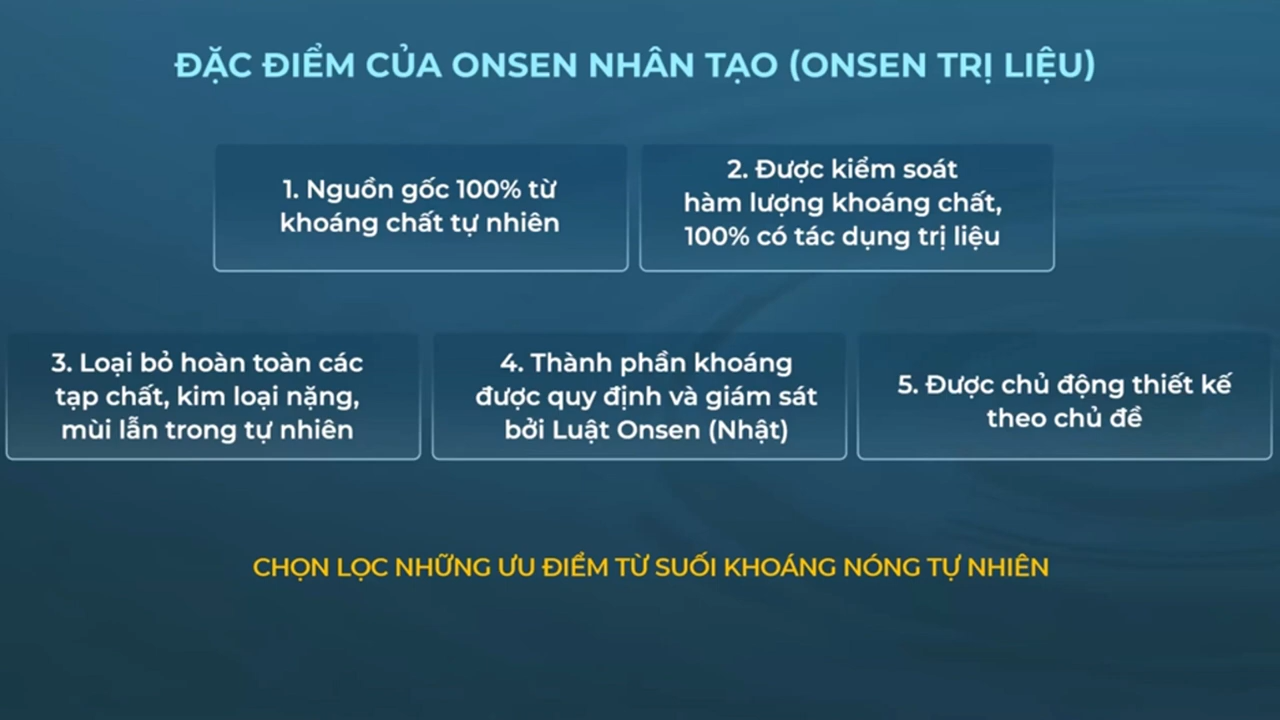 ĐẶC ĐIỂM CỦA ONSEN NHÂN TẠO (ONSEN TRỊ LIỆU)
1. Nguồn gốc 100% từ
khoáng chất tự nhiên
2. Được kiểm soát
hàm lượng khoáng chất,
100% có tác dụng trị liệu
3. Loại bỏ hoàn toàn các
tạp chất, kim loại nặng,
mùi lẫn trong tự nhiên
4. Thành phần khoáng
được quy định và giám sát
bởi Luật Onsen (Nhật)
5. Được chủ động thiết kế
theo chủ đề
CHỌN LỌC NHỮNG ƯU ĐIỂM TỪ SUỐI KHOÁNG NÓNG TỰ NHIÊN